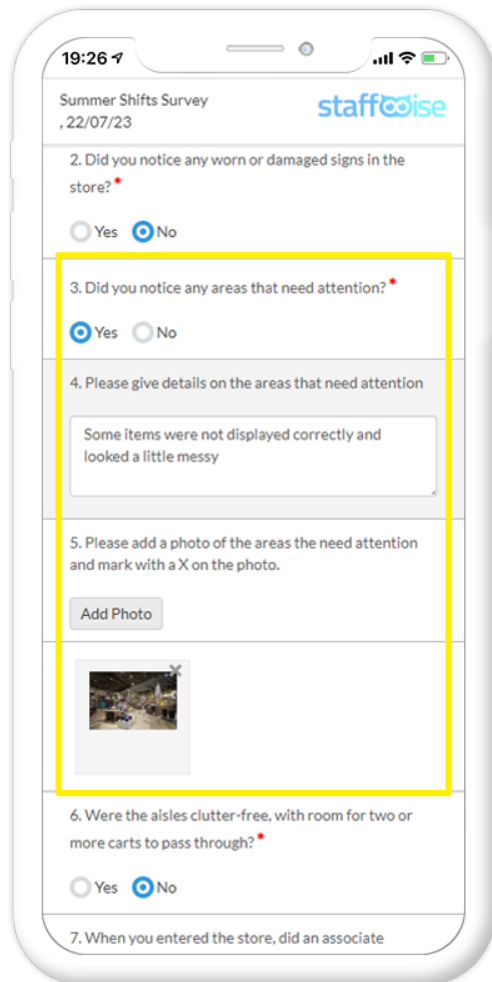 19:26
Summer Shifts Survey
, 22/07/23
staffwise
2. Did you notice any worn or damaged signs in the
store? *
Yes No
3. Did you notice any areas that need attention? *
Yes No
4. Please give details on the areas that need attention
Some items were not displayed correctly and
looked a little messy
5. Please add a photo of the areas the need attention
and mark with a X on the photo.
Add Photo
6. Were the aisles clutter-free, with room for two or
more carts to pass through? *
Yes No
7. When you entered the store, did an associate